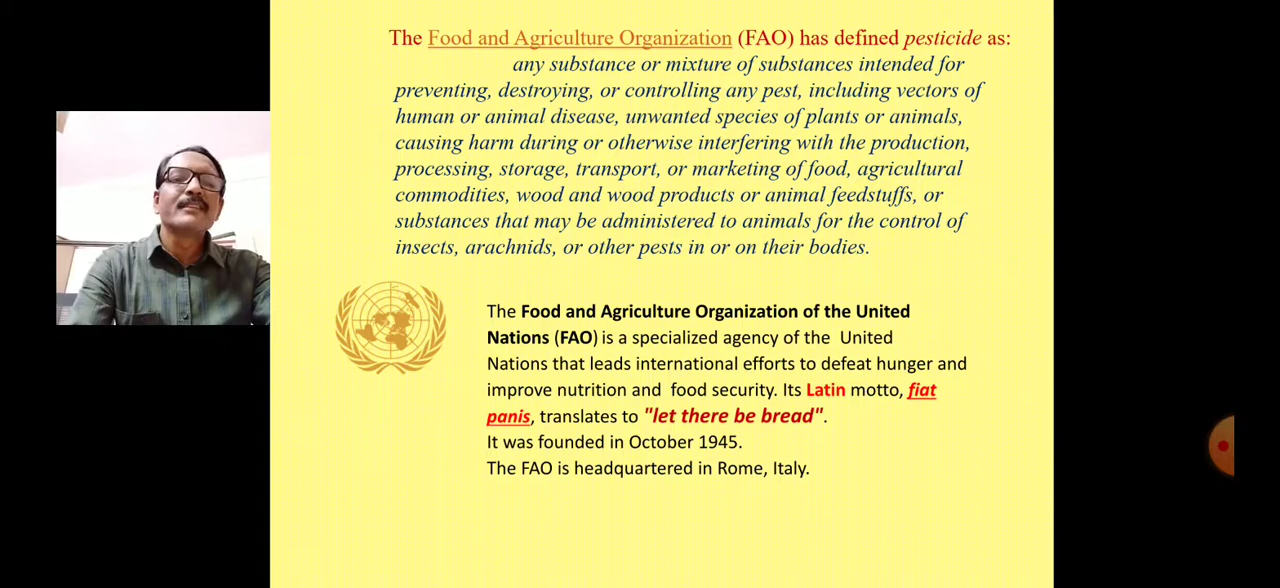 The Food and Agriculture Organization (FAO) has defined pesticide as:
any substance or mixture of substances intended for
preventing, destroying, or controlling any pest, including vectors of
human or animal disease, unwanted species of plants or animals,
causing harm during or otherwise interfering with the production,
processing, storage, transport, or marketing of food, agricultural
commodities, wood and wood products or animal feedstuffs, or
substances that may be administered to animals for the control of
insects, arachnids, or other pests in or on their bodies.
The Food and Agriculture Organization of the United
Nations (FAO) is a specialized agency of the United
Nations that leads international efforts to defeat hunger and
improve nutrition and food security. Its Latin motto, fiat
panis, translates to "let there be bread".
It was founded in October 1945.
The FAO is headquartered in Rome, Italy.